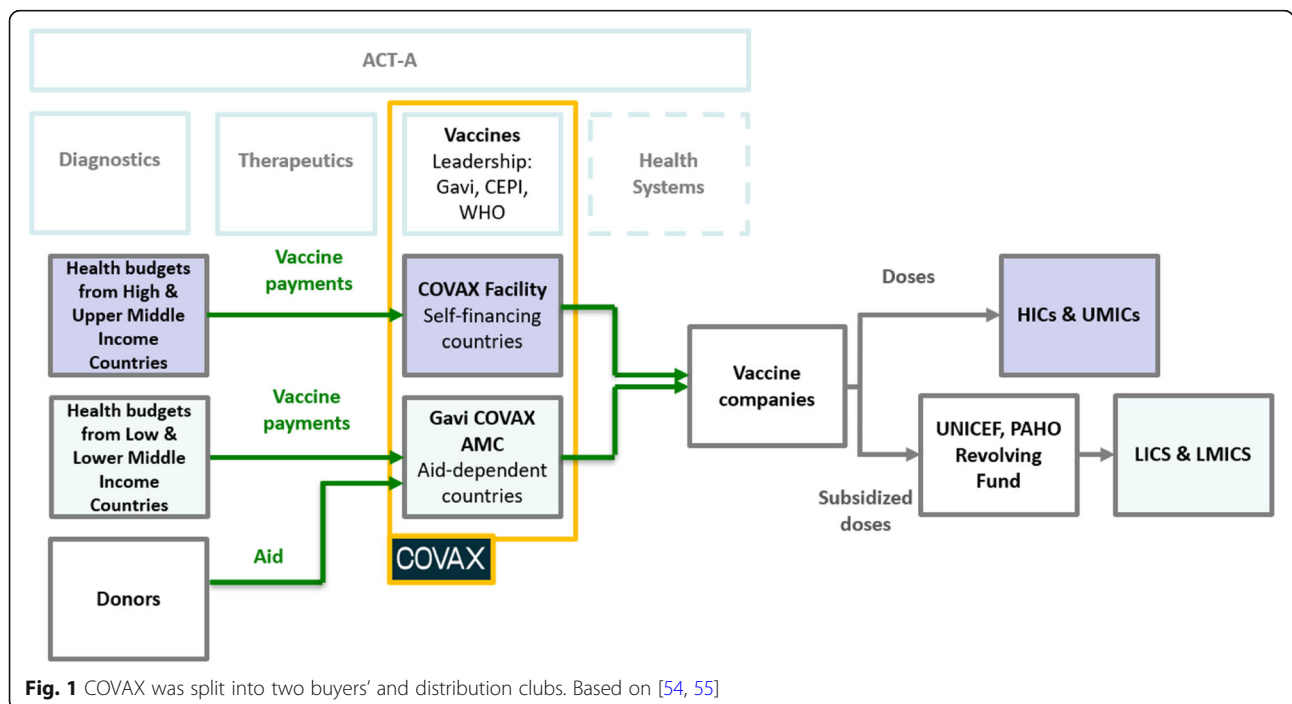 ACT-A
Diagnostics
Therapeutics
Vaccines
Leadership:
Gavi, CEPI,
WHO
Health
Systems
Health budgets
from High &
Upper Middle
Income
Countries
Vaccine
payments
COVAX Facility
Self-financing
countries
Doses
HICs & UMICs
Vaccine
companies
Health budgets
from Low &
Lower Middle
Income
Countries
Vaccine
payments
Gavi COVAX
AMC
Aid-dependent
countries
UNICEF, PAHO
Revolving
Fund
LICS & LMICS
Subsidized
doses
Aid
COVAX
Donors
Fig. 1 COVAX was split into two buyers’ and distribution clubs. Based on [54, 55]